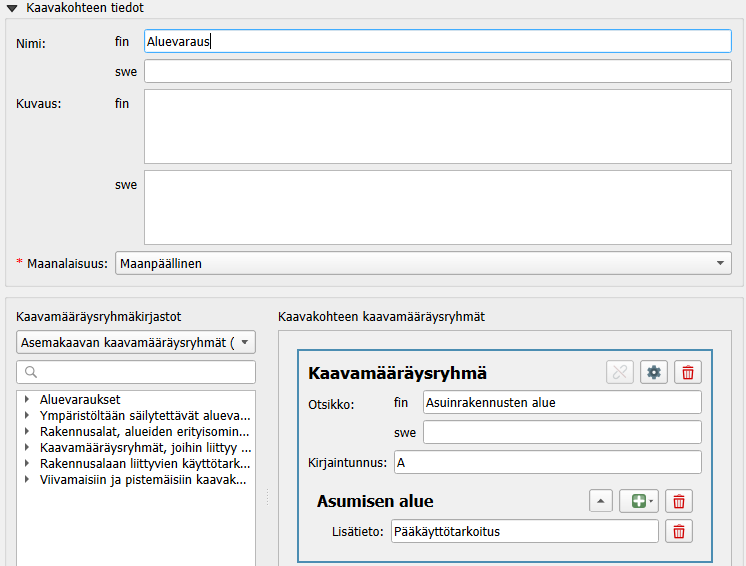 Kaavakohteen tiedot
Nimi: fin Aluevaraus
swe
Kuvaus: fin
swe
* Maanalaisuus: Maanpäällinen
Kaavamääräysryhmäkirjastot
Asemakaavan kaavamääräysryhmät (
Aluevaraukset
Ympäristöltään säilytettävät alueva...
Rakennusalat, alueiden erityisomin...
Kaavamääräysryhmät, joihin liittyy ...
Rakennusalaan liittyvien käyttötark...
Viivamaisiin ja pistemäisiin kaavak...
Kaavakohteen kaavamääräysryhmät
Kaavamääräysryhmä
Otsikko: fin Asuinrakennusten alue
swe
Kirjaintunnus: A
Asumisen alue
Lisätieto: Pääkäyttötarkoitus